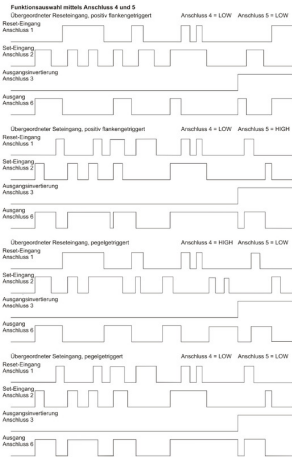 Funktionsauswahl mittels Anschluss 4 und 5
Übergeordneter Reseteingang, positiv flankengetriggert Anschluss 4 = LOW Anschluss 5 = LOW
Reset-Eingang
Anschluss 1
Set-Eingang
Anschluss 2
Ausgangsinvertierung
Anschluss 3
Ausgang
Anschluss 6
Übergeordneter Seteingang, positiv flankengetriggert Anschluss 4 = LOW Anschluss 5 = HIGH
Reset-Eingang
Anschluss 1
Set-Eingang
Anschluss 2
Ausgangsinvertierung
Anschluss 3
Ausgang
Anschluss 6
Übergeordneter Reseteingang, pegelgetriggert Anschluss 4 = HIGH Anschluss 5 = LOW
Reset-Eingang
Anschluss 1
Set-Eingang
Anschluss 2
Ausgangsinvertierung
Anschluss 3
Ausgang
Anschluss 6
Übergeordneter Seteingang, pegelgetriggert Anschluss 4 = LOW Anschluss 5 = LOW
Reset-Eingang
Anschluss 1
Set-Eingang
Anschluss 2
Ausgangsinvertierung
Anschluss 3
Ausgang
Anschluss 6